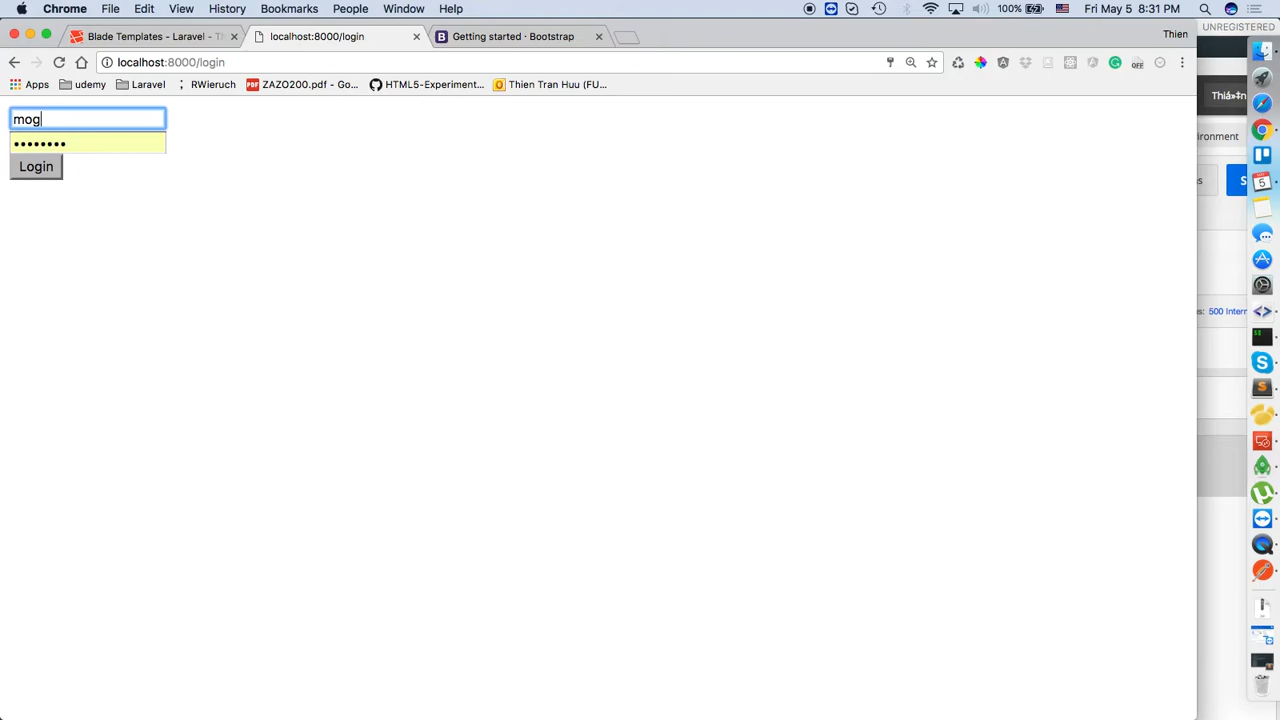 Chrome File Edit View History Bookmarks People Window Help 100% Fri May 5 8:31 PM
UNREGISTERED
Blade Templates - Laravel - Th localhost:8000/login Getting started · Bootstrap Thien
localhost:8000/login
Apps udemy Laravel RWieruch ZAZO200.pdf - Go... HTML5-Experiment... Thien Tran Huu (FU...
Thiá»‡n
mog
ironment
••••••••
Login
s S
s: 500 Intern